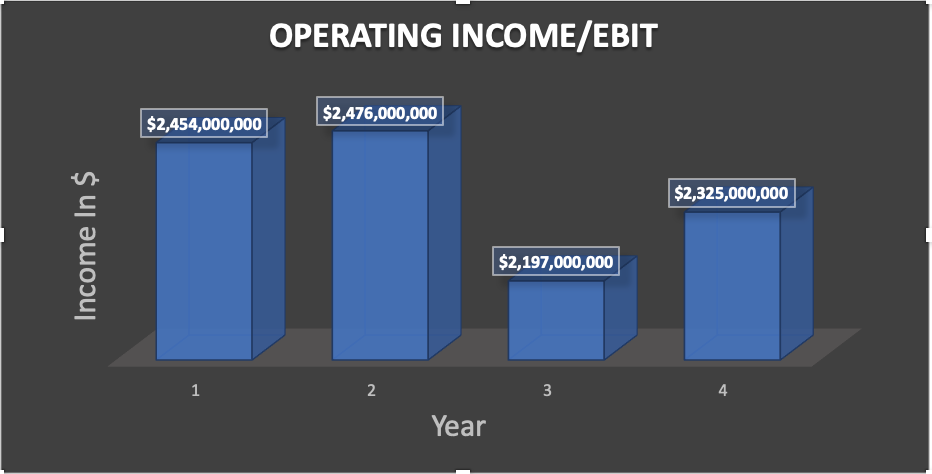 OPERATING INCOME/EBIT
$2,454,000,000
$2,476,000,000
$2,197,000,000
$2,325,000,000
Income In $
1 2 3 4
Year